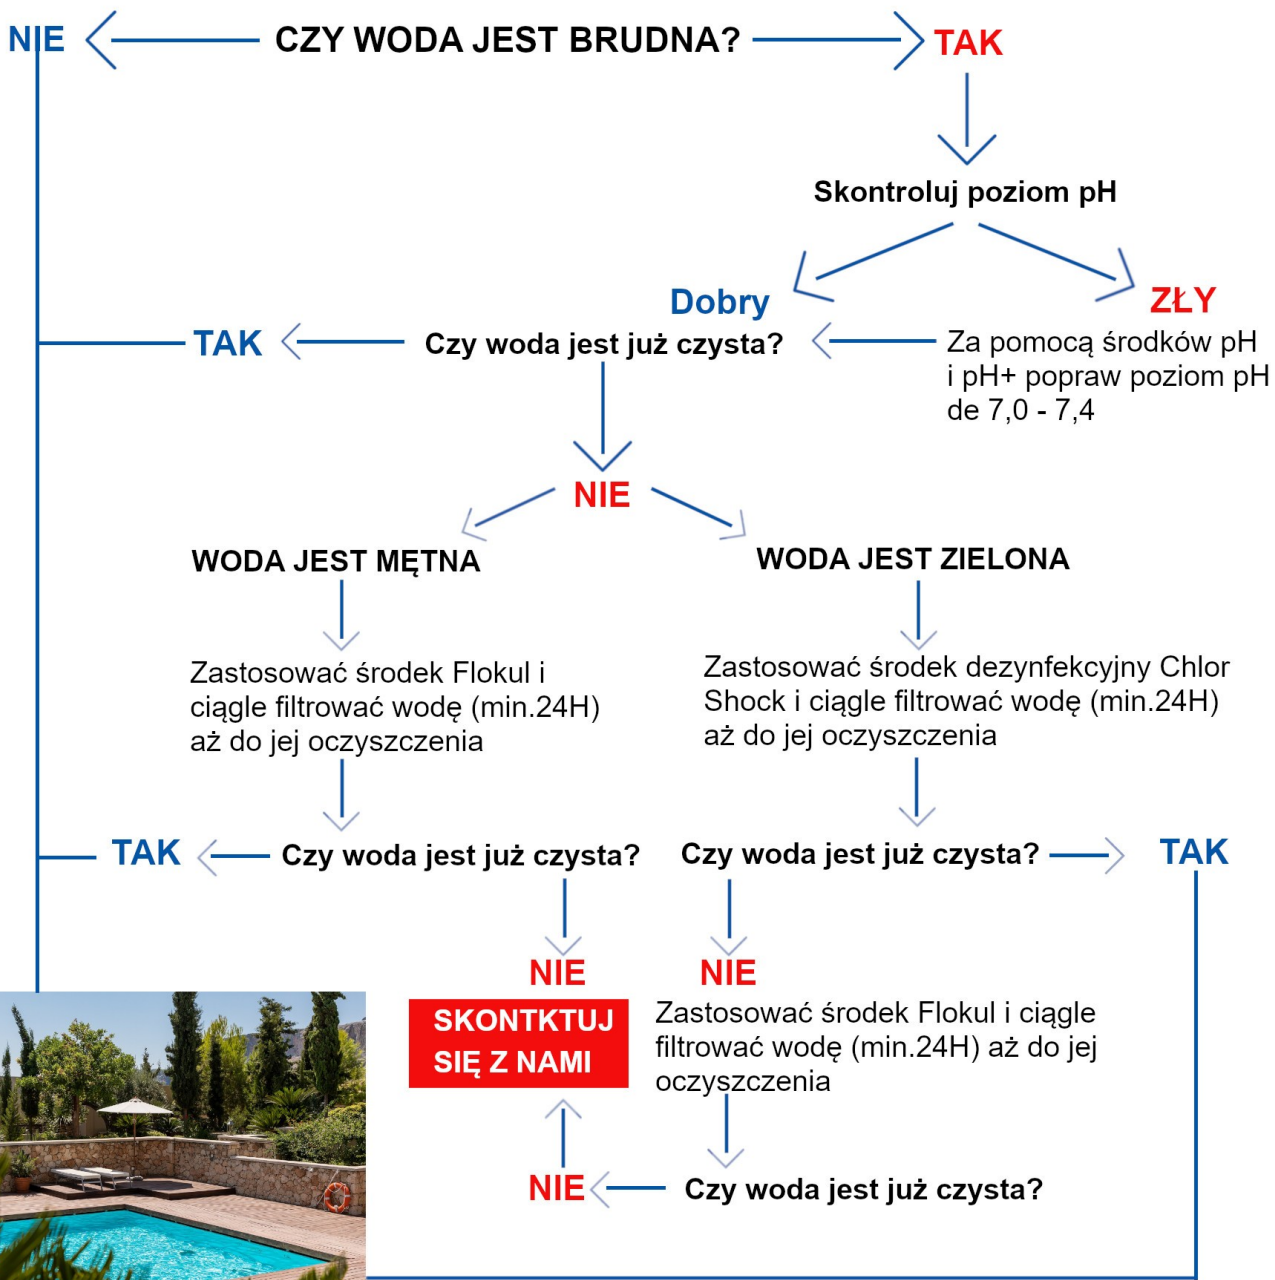 NIE
CZY WODA JEST BRUDNA?
TAK
Skontroluj poziom pH
Dobry
ZŁY
TAK
Czy woda jest już czysta?
Za pomocą środków pH
i pH+ popraw poziom pH
de 7,0 - 7,4
NIE
WODA JEST MĘTNA
WODA JEST ZIELONA
Zastosować środek Flokul i
ciągle filtrować wodę (min.24H)
aż do jej oczyszczenia
Zastosować środek dezynfekcyjny Chlor
Shock i ciągle filtrować wodę (min.24H)
aż do jej oczyszczenia
TAK
Czy woda jest już czysta?
Czy woda jest już czysta?
TAK
NIE
NIE
SKONTKTUJ
SIĘ Z NAMI
Zastosować środek Flokul i ciągle
filtrować wodę (min.24H) aż do jej
oczyszczenia
NIE
Czy woda jest już czysta?